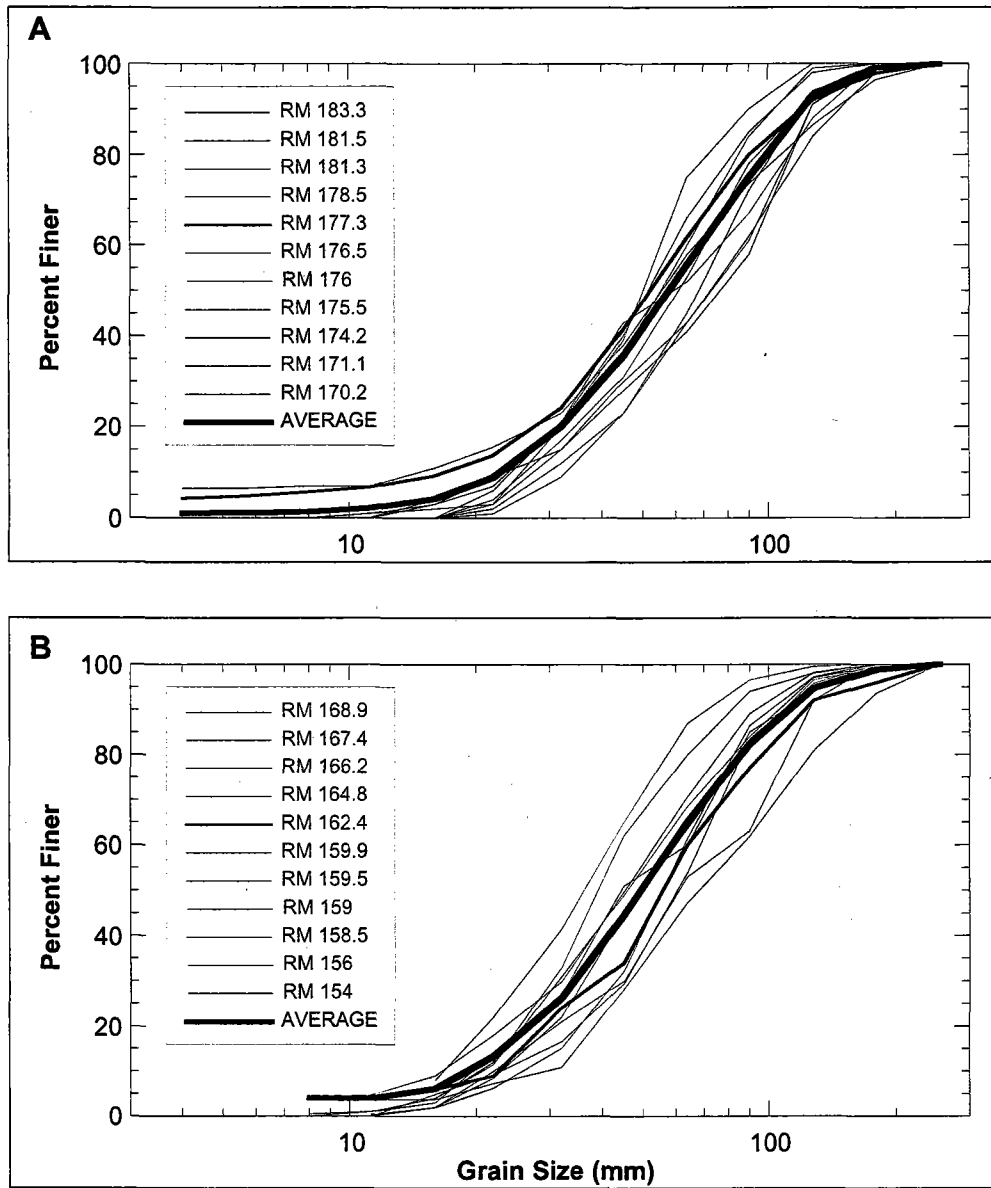 A
Percent Finer
100
80
60
40
20
0
RM 183.3
RM 181.5
RM 181.3
RM 178.5
RM 177.3
RM 176.5
RM 176
RM 175.5
RM 174.2
RM 171.1
RM 170.2
AVERAGE
10 100
B
Percent Finer
100
80
60
40
20
0
RM 168.9
RM 167.4
RM 166.2
RM 164.8
RM 162.4
RM 159.9
RM 159.5
RM 159
RM 158.5
RM 156
RM 154
AVERAGE
10 100
Grain Size (mm)